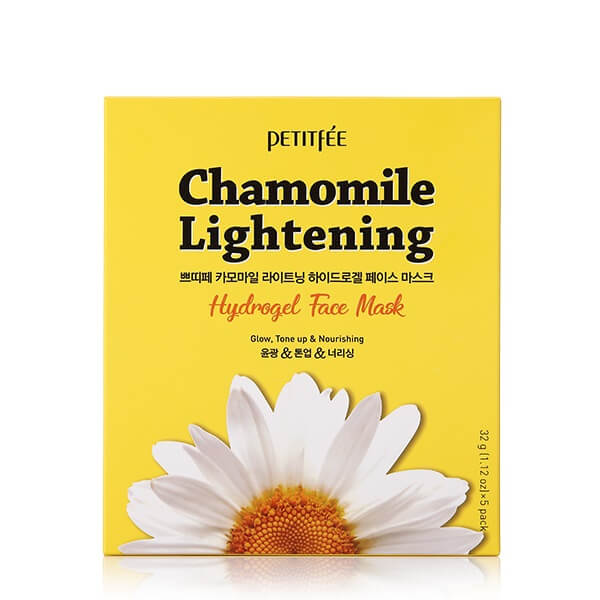 PETITFÉE
Chamomile
Lightening
쁘띠페 카모마일 라이트닝 하이드로겔 페이스 마스크
Hydrogel Face Mask
Glow, Tone up & Nourishing
윤광 & 톤업 & 너리싱
32 g (1.12 oz) × 5 pack